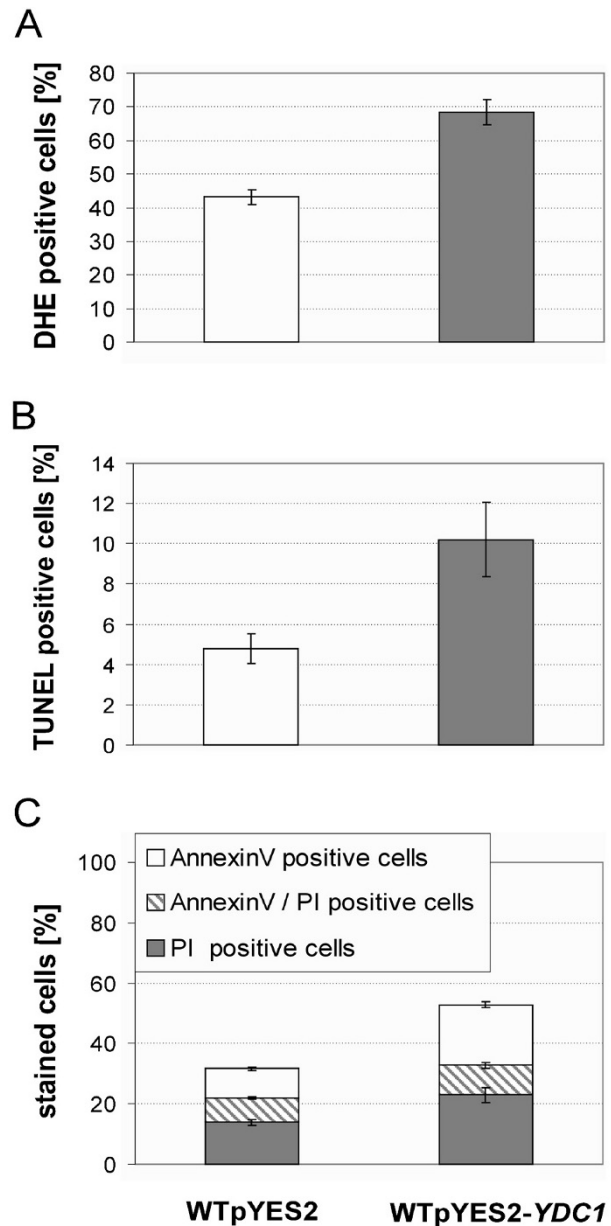 A
DHE positive cells [%]
80
70
60
50
40
30
20
10
0
B
TUNEL positive cells [%]
14
12
10
8
6
4
2
0
C
stained cells [%]
100
80
60
40
20
0
AnnexinV positive cells
AnnexinV / PI positive cells
PI positive cells
WTpYES2
WTpYES2-YDC1